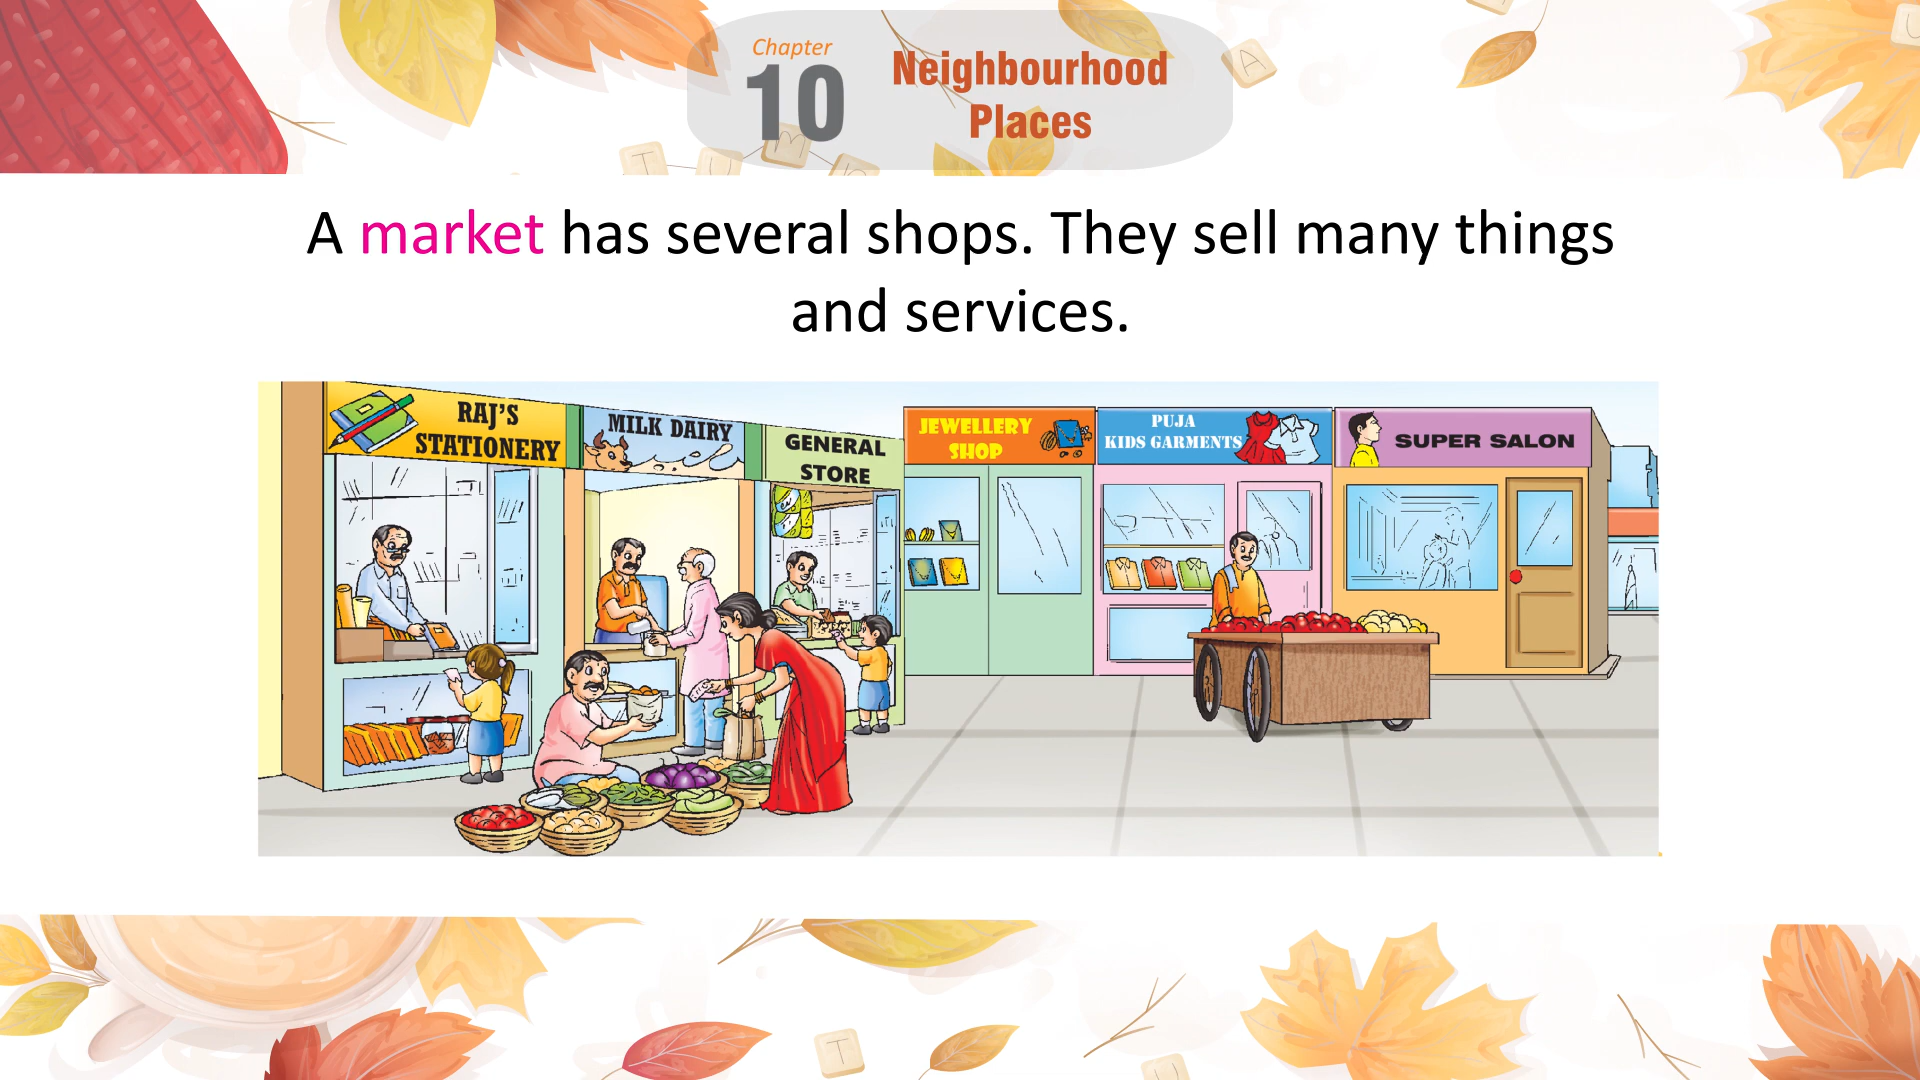 Chapter
10
Neighbourhood
Places
A market has several shops. They sell many things
and services.
RAJ'S
STATIONERY
MILK DAIRY
GENERAL
STORE
JEWELLERY
SHOP
PUJA
KIDS GARMENTS
SUPER SALON
A
T
U
M
T